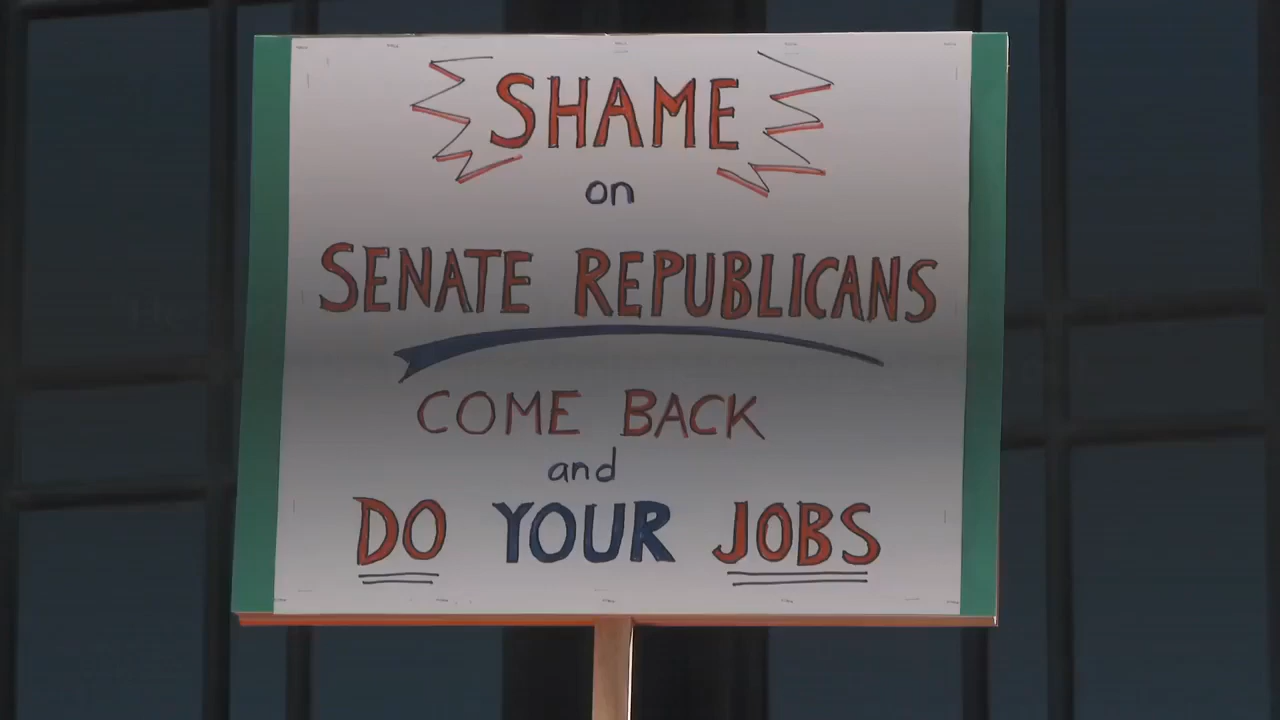 SHAME
on
SENATE REPUBLICANS
COME BACK
and
DO YOUR JOBS